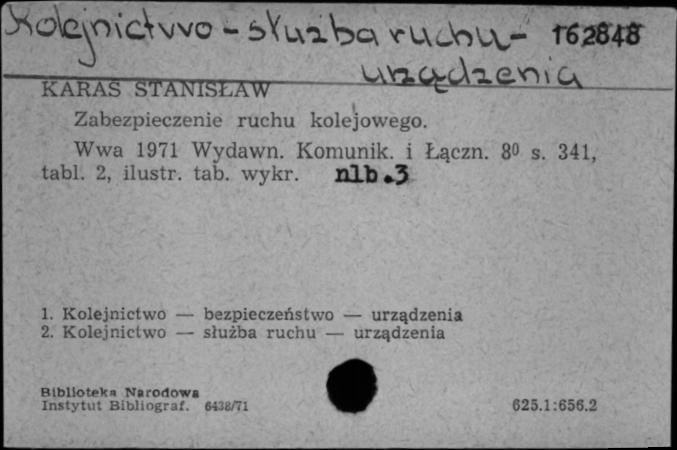 Kolejnictwo - służba ruchu - 162848
urządzenia
KARAŚ STANISŁAW
Zabezpieczenie ruchu kolejowego.
Wwa 1971 Wydawn. Komunik. i Łączn. 8⁰ s. 341,
tabl. 2, ilustr. tab. wykr. nlb.3
1. Kolejnictwo — bezpieczeństwo — urządzenia
2. Kolejnictwo — służba ruchu — urządzenia
Biblioteka Narodowa
Instytut Bibliograf. 6438/71 625.1:656.2